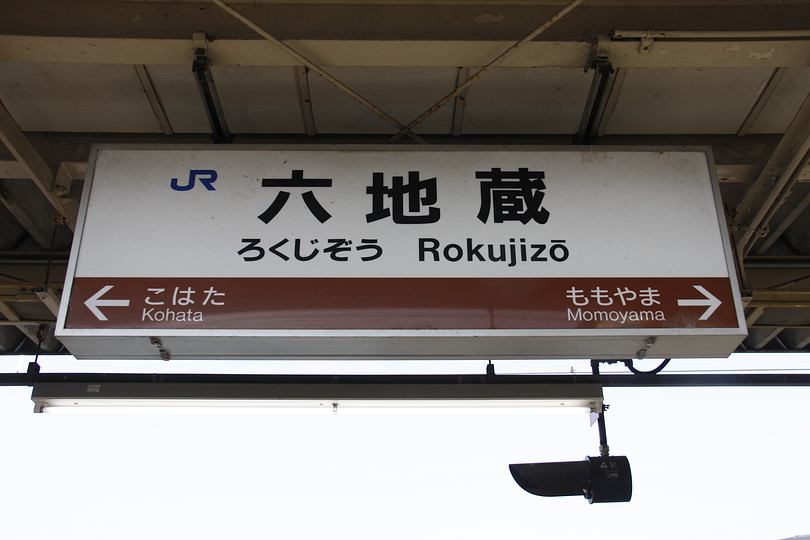 JR 六地蔵
ろくじぞう Rokujizō
← こはた ももやま →
Kohata Momoyama